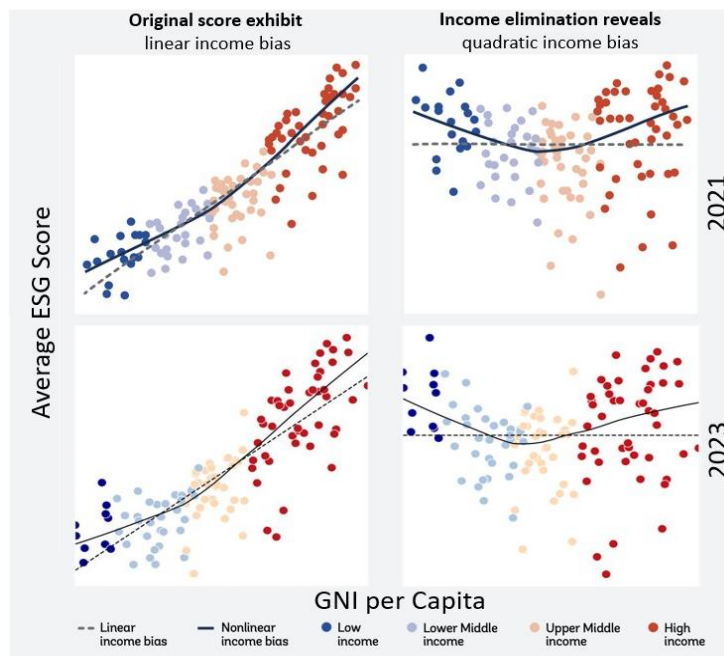 Original score exhibit
linear income bias
Income elimination reveals
quadratic income bias
Average ESG Score
2021
2023
GNI per Capita
Linear
income bias
Nonlinear
income bias
Low
income
Lower Middle
income
Upper Middle
income
High
income